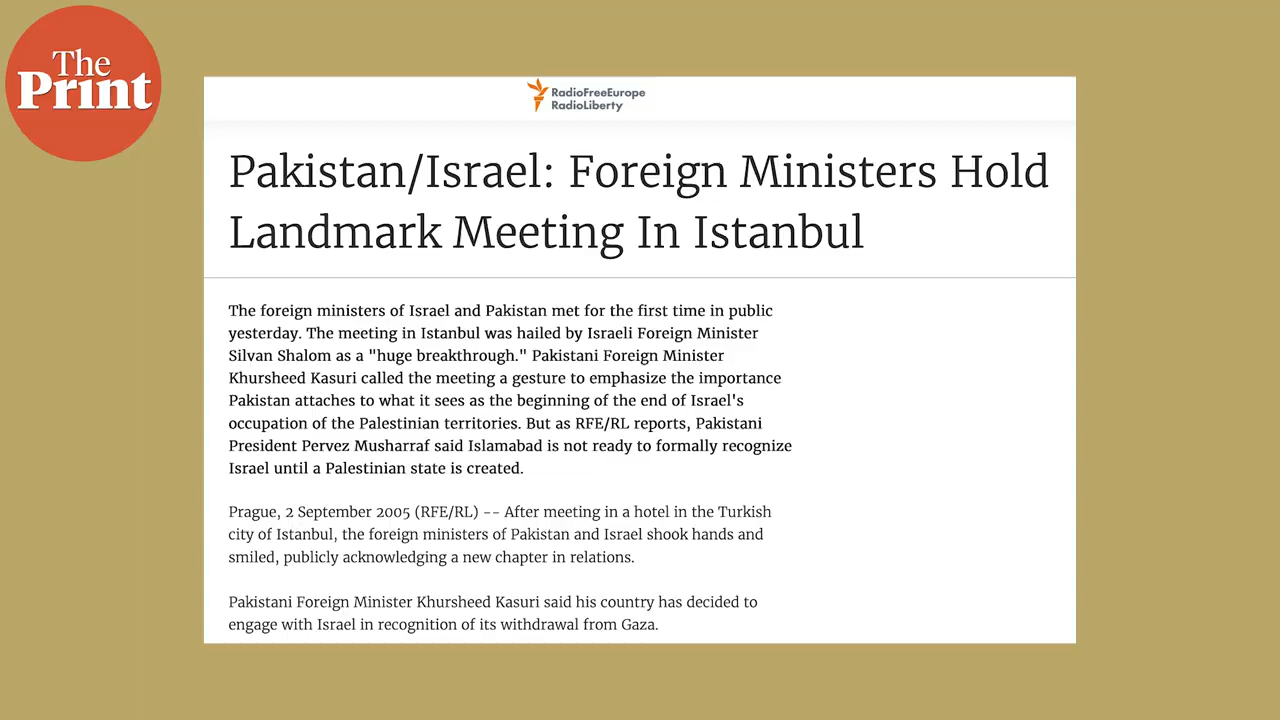 The
Print
RadioFreeEurope
RadioLiberty
Pakistan/Israel: Foreign Ministers Hold
Landmark Meeting In Istanbul
The foreign ministers of Israel and Pakistan met for the first time in public
yesterday. The meeting in Istanbul was hailed by Israeli Foreign Minister
Silvan Shalom as a "huge breakthrough." Pakistani Foreign Minister
Khursheed Kasuri called the meeting a gesture to emphasize the importance
Pakistan attaches to what it sees as the beginning of the end of Israel's
occupation of the Palestinian territories. But as RFE/RL reports, Pakistani
President Pervez Musharraf said Islamabad is not ready to formally recognize
Israel until a Palestinian state is created.
Prague, 2 September 2005 (RFE/RL) -- After meeting in a hotel in the Turkish
city of Istanbul, the foreign ministers of Pakistan and Israel shook hands and
smiled, publicly acknowledging a new chapter in relations.
Pakistani Foreign Minister Khursheed Kasuri said his country has decided to
engage with Israel in recognition of its withdrawal from Gaza.